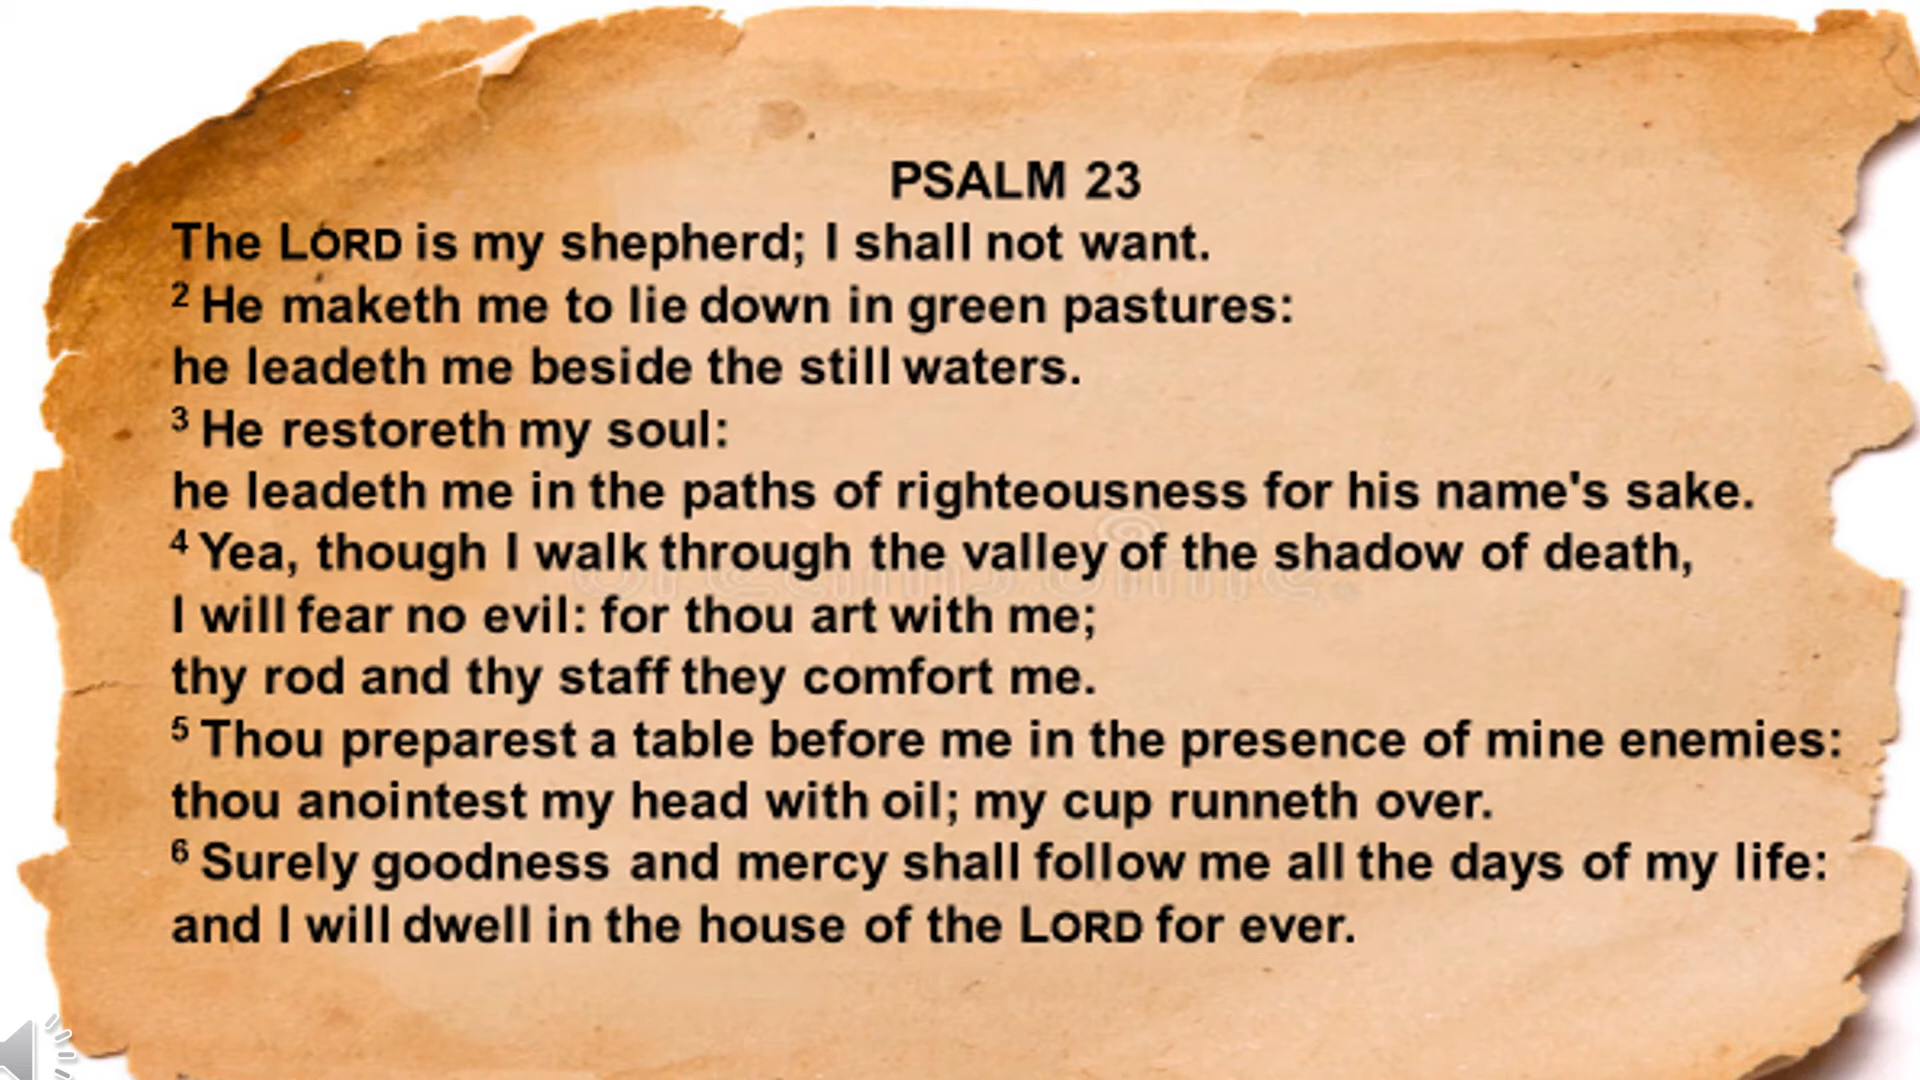 PSALM 23
The LORD is my shepherd; I shall not want.
2 He maketh me to lie down in green pastures:
he leadeth me beside the still waters.
3 He restoreth my soul:
he leadeth me in the paths of righteousness for his name's sake.
4 Yea, though I walk through the valley of the shadow of death,
I will fear no evil: for thou art with me;
thy rod and thy staff they comfort me.
5 Thou preparest a table before me in the presence of mine enemies:
thou anointest my head with oil; my cup runneth over.
6 Surely goodness and mercy shall follow me all the days of my life:
and I will dwell in the house of the LORD for ever.